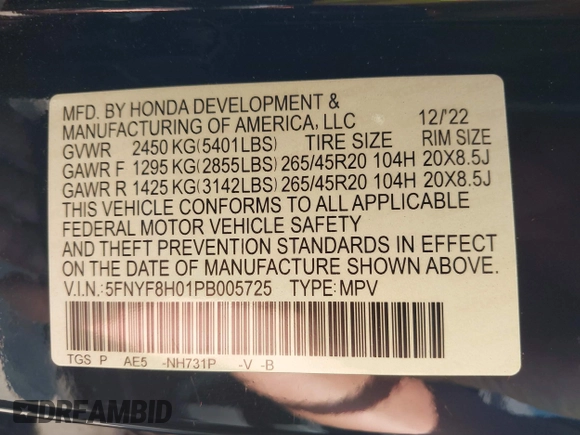 MFD. BY HONDA DEVELOPMENT &
MANUFACTURING OF AMERICA, LLC 12/'22
GVWR 2450 KG(5401LBS) TIRE SIZE RIM SIZE
GAWR F 1295 KG(2855LBS) 265/45R20 104H 20X8.5J
GAWR R 1425 KG(3142LBS) 265/45R20 104H 20X8.5J
THIS VEHICLE CONFORMS TO ALL APPLICABLE
FEDERAL MOTOR VEHICLE SAFETY
AND THEFT PREVENTION STANDARDS IN EFFECT
ON THE DATE OF MANUFACTURE SHOWN ABOVE.
V.I.N.:5FNYF8H01PB005725 TYPE:MPV
TGS P AE5 -NH731P -V -B
DREAMBID